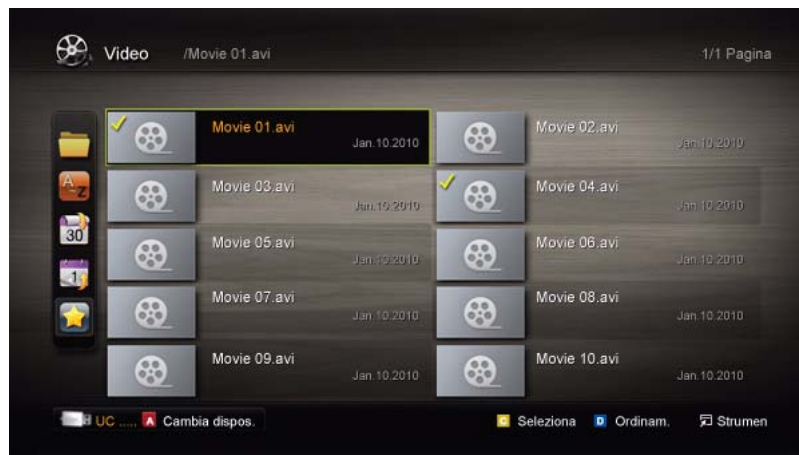 Video /Movie 01.avi 1/1 Pagina
Movie 01.avi
Jan.10.2010
Movie 02.avi
Jan.10.2010
Movie 03.avi
Jan.10.2010
Movie 04.avi
Jan.10.2010
A-Z
30
1
Movie 05.avi
Jan.10.2010
Movie 06.avi
Jan.10.2010
Movie 07.avi
Jan.10.2010
Movie 08.avi
Jan.10.2010
Movie 09.avi
Jan.10.2010
Movie 10.avi
Jan.10.2010
UC ..... A Cambia dispos. C Seleziona D Ordinam. Strumen